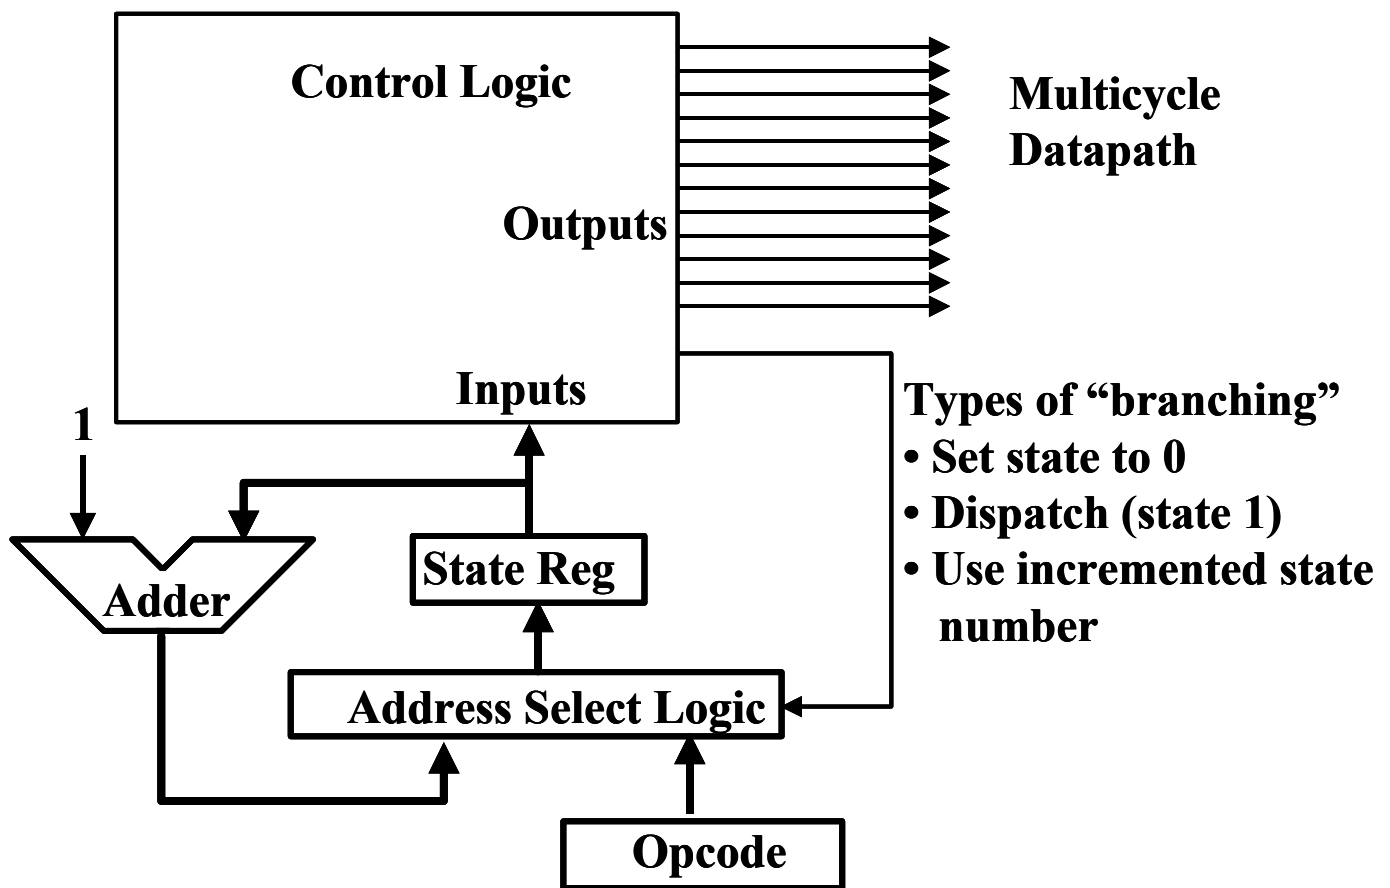 Control Logic
Multicycle
Datapath
Outputs
Inputs
1
Types of “branching”
• Set state to 0
• Dispatch (state 1)
• Use incremented state
number
State Reg
Adder
Address Select Logic
Opcode